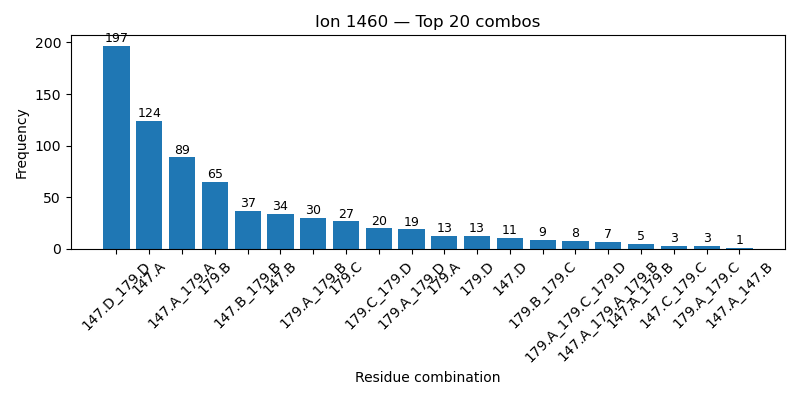 Ion 1460 — Top 20 combos
Frequency
200
150
100
50
0
197
124
89
65
37
34
30
27
20
19
13
13
11
9
8
7
5
3
3
1
147.D_179.D
147.A
147.A_179.A
179.B
147.B_179.B
147.B
179.A_179.B
179.C
179.C_179.D
179.A_179.D
179.A
179.D
147.D
179.B_179.C
179.A_179.C_179.D
147.A_179.A_179.B
147.A_179.B
147.C_179.C
179.A_179.C
147.A_147.B
Residue combination